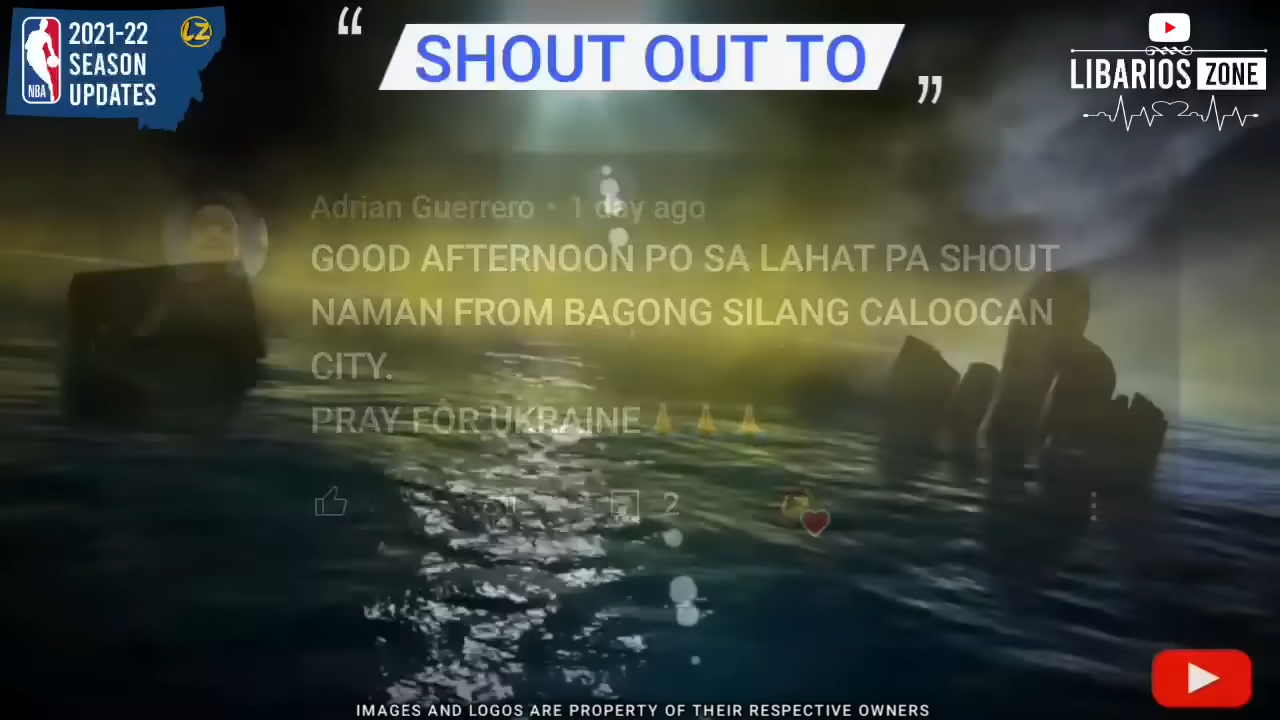 2021-22
SEASON
UPDATES
NBA
LZ
“
SHOUT OUT TO
”
LIBARIOS ZONE
Adrian Guerrero • 1 day ago
GOOD AFTERNOON PO SA LAHAT PA SHOUT
NAMAN FROM BAGONG SILANG CALOOCAN
CITY.
PRAY FOR UKRAINE 🙏 🙏 🙏
2
IMAGES AND LOGOS ARE PROPERTY OF THEIR RESPECTIVE OWNERS